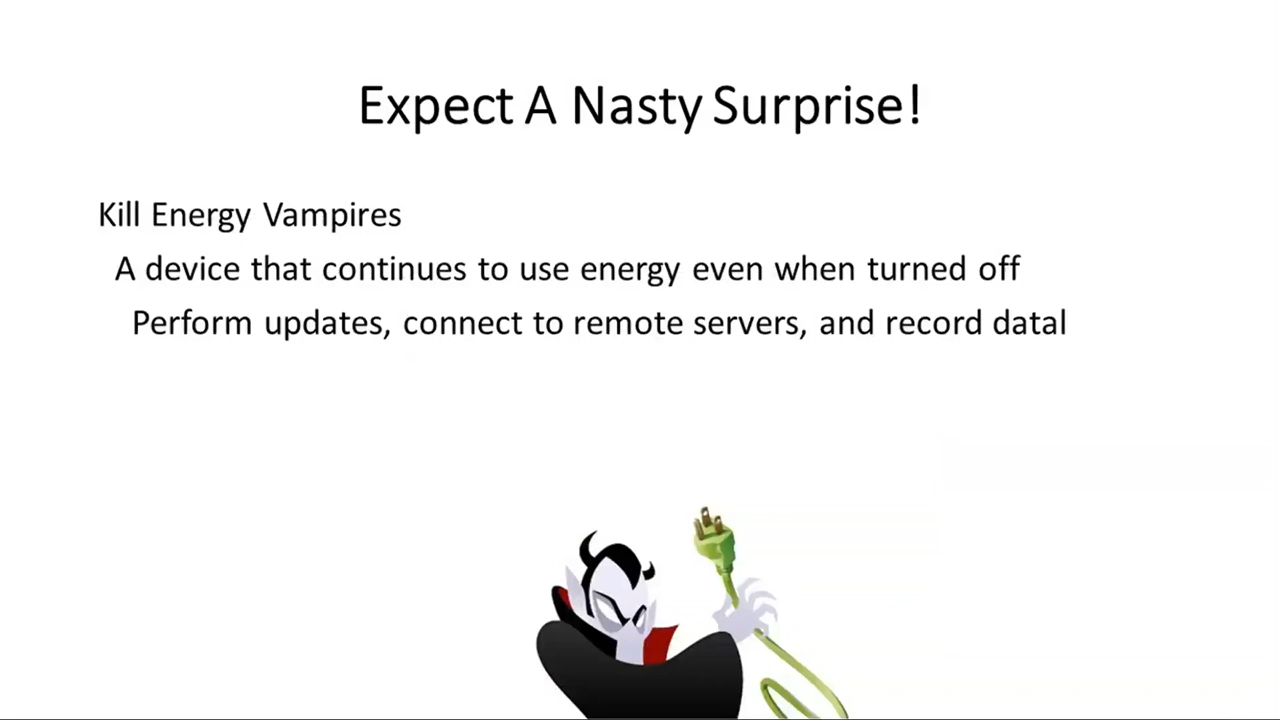 Expect A Nasty Surprise!
Kill Energy Vampires
A device that continues to use energy even when turned off
Perform updates, connect to remote servers, and record datal